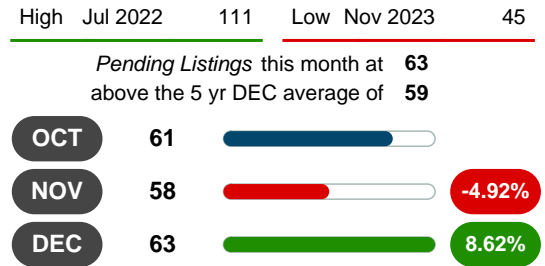 High Jul 2022 111 Low Nov 2023 45
Pending Listings this month at 63
above the 5 yr DEC average of 59
OCT 61
NOV 58 -4.92%
DEC 63 8.62%